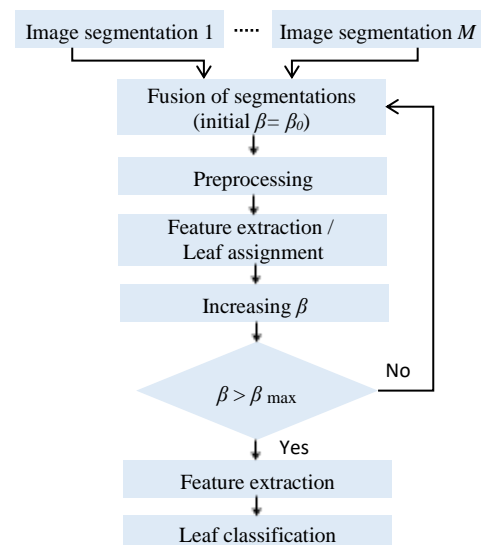 Image segmentation 1 ..... Image segmentation M
Fusion of segmentations
(initial β= β0)
Preprocessing
Feature extraction /
Leaf assignment
Increasing β
No
β > β max
Yes
Feature extraction
Leaf classification